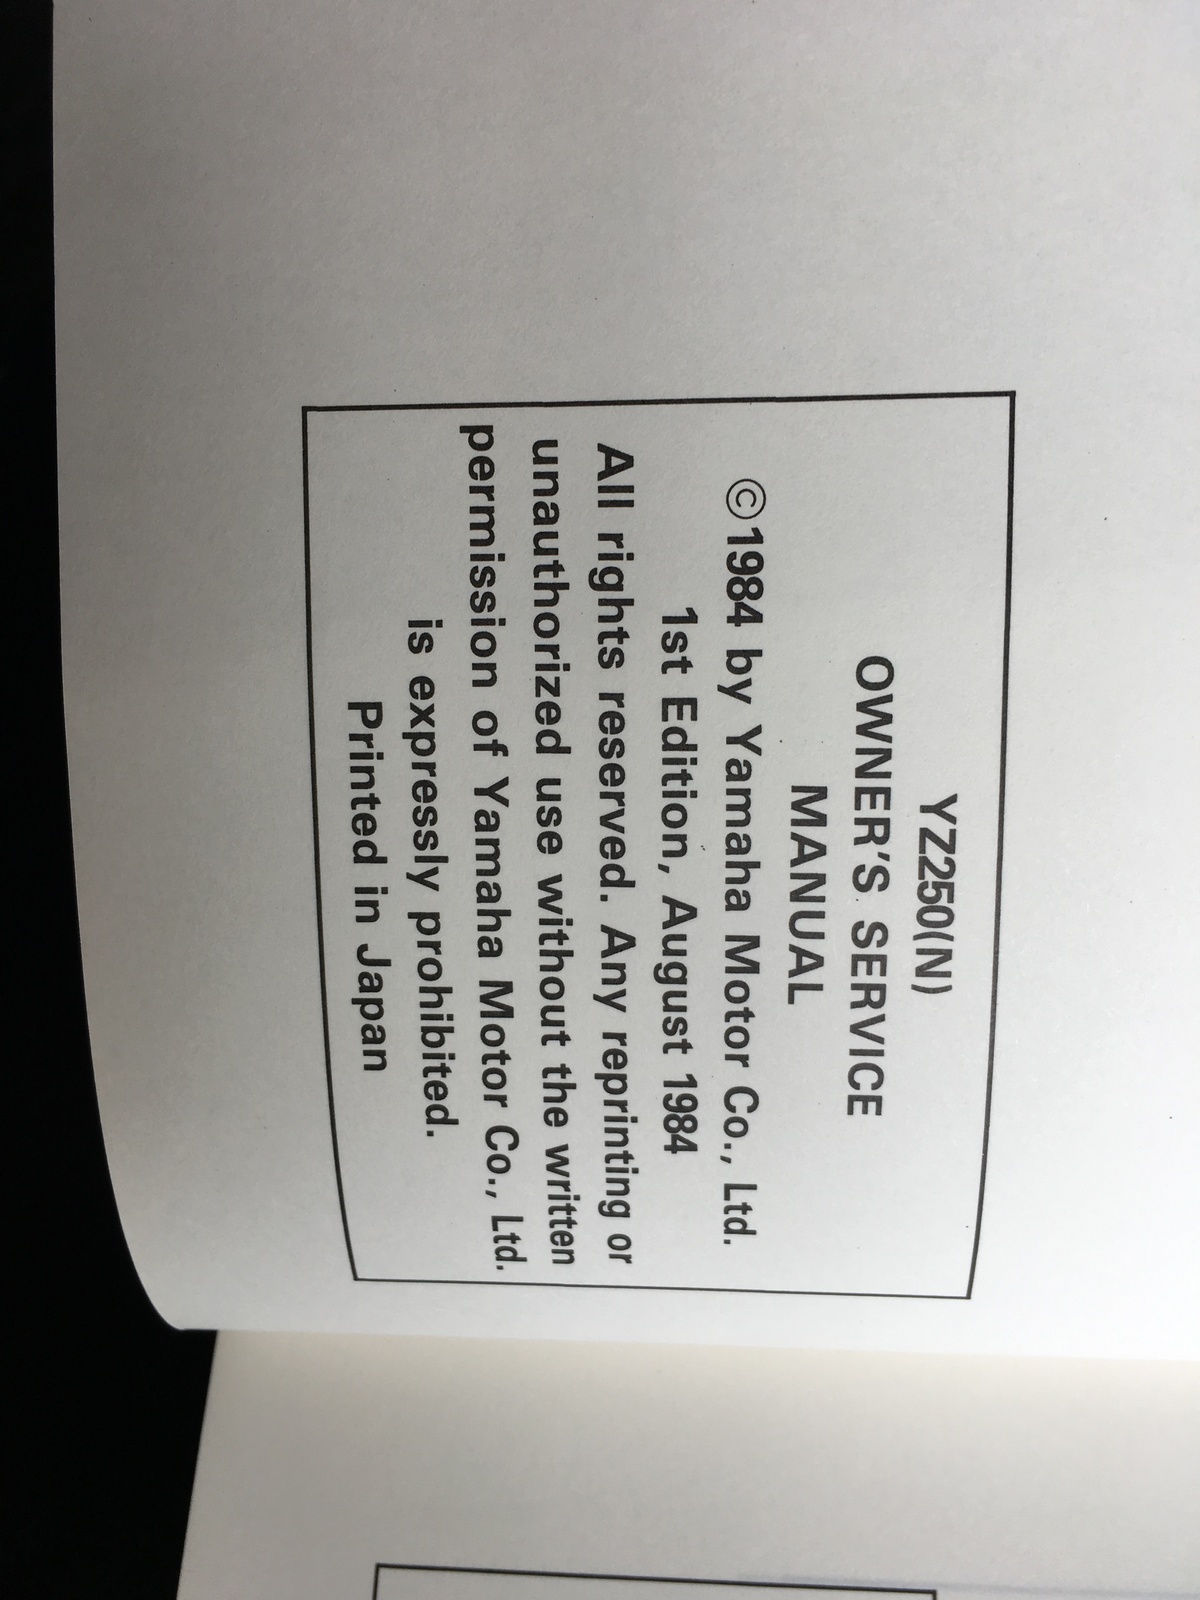 YZ250(N)
OWNER'S SERVICE
MANUAL
©1984 by Yamaha Motor Co., Ltd.
1st Edition, August 1984
All rights reserved. Any reprinting or
unauthorized use without the written
permission of Yamaha Motor Co., Ltd.
is expressly prohibited.
Printed in Japan